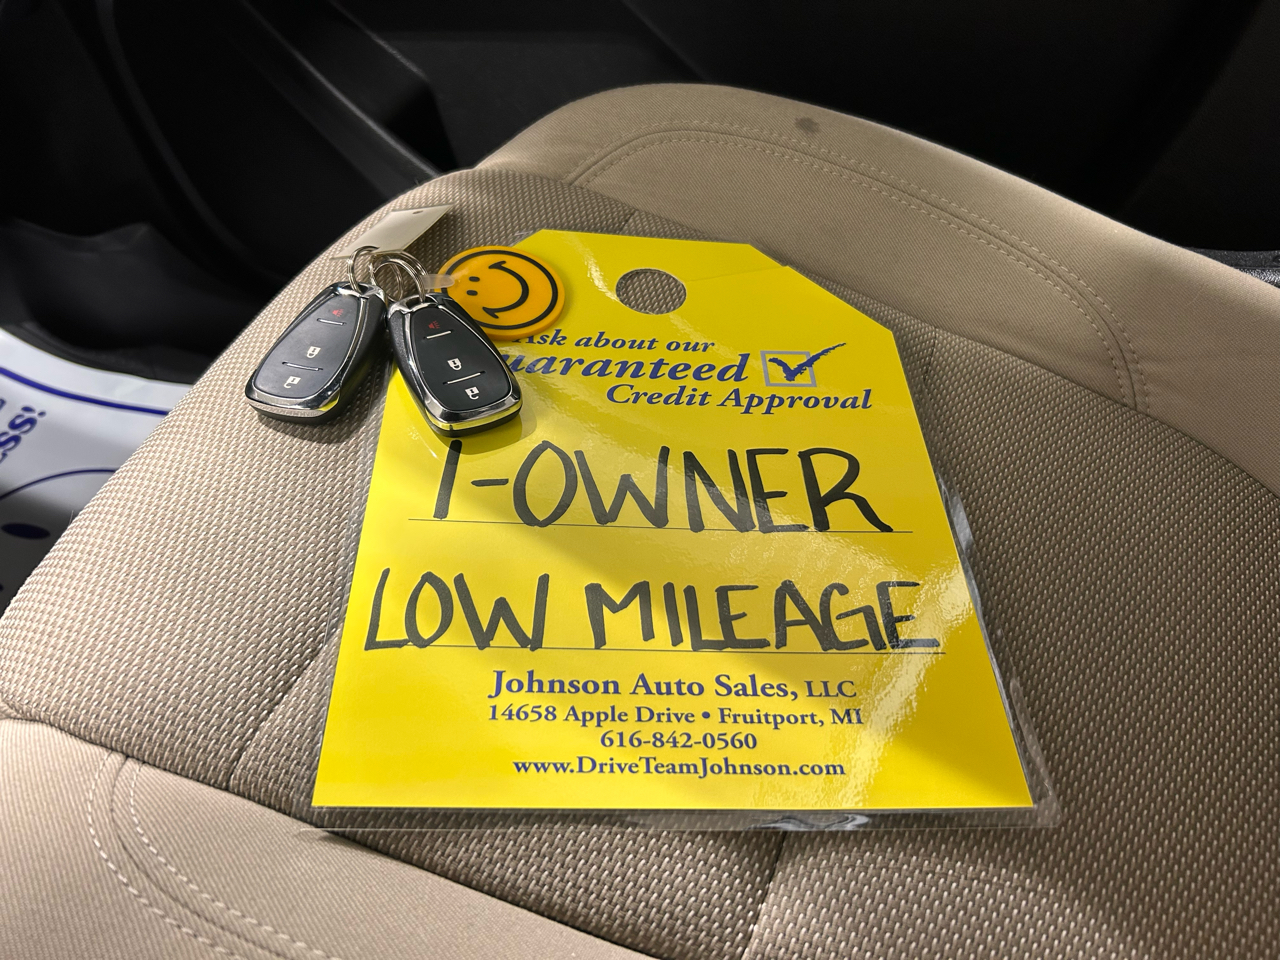 Ask about our
Guaranteed
Credit Approval
1-OWNER
LOW MILEAGE
Johnson Auto Sales, LLC
14658 Apple Drive • Fruitport, MI
616-842-0560
www.DriveTeamJohnson.com